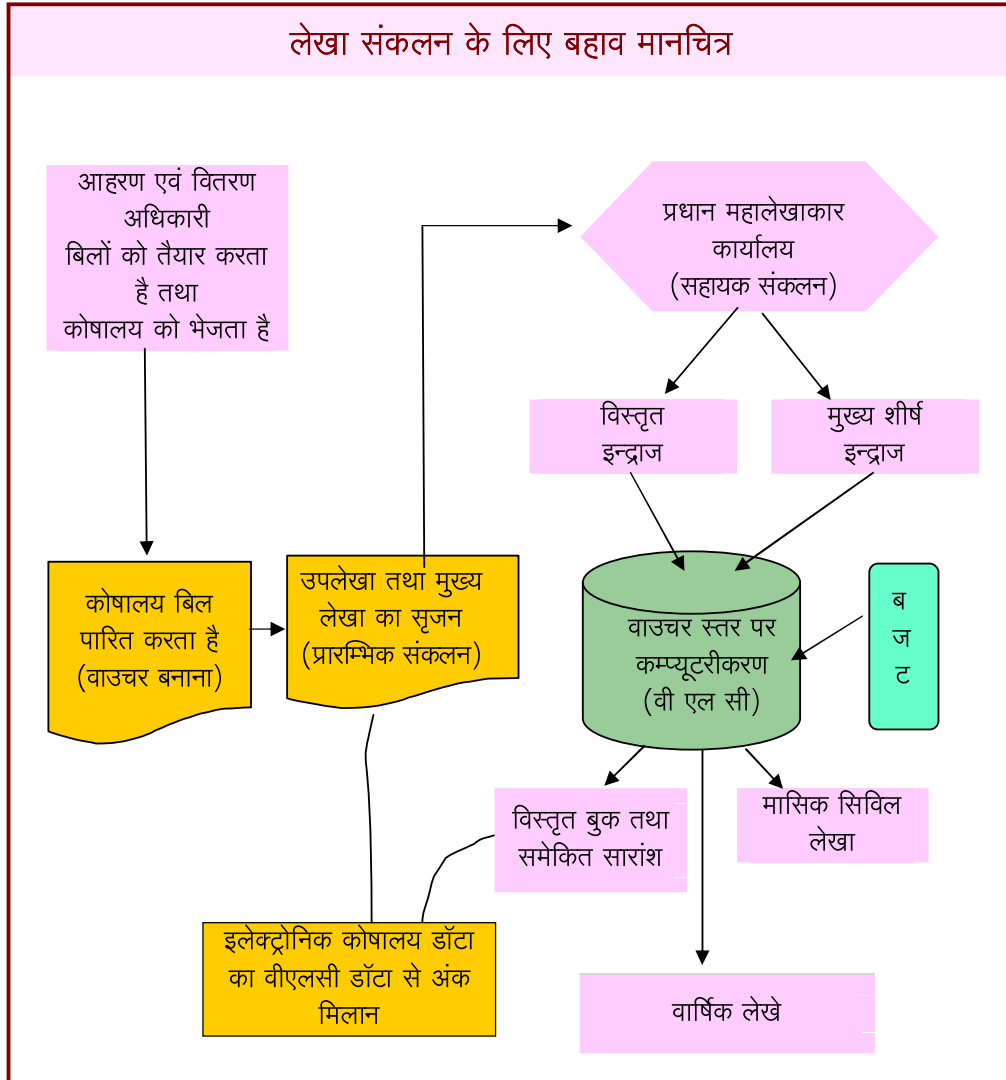 लेखा संकलन के लिए बहाव मानचित्र
आहरण एवं वितरण
अधिकारी
बिलों को तैयार करता
है तथा
कोषालय को भेजता है
प्रधान महालेखाकार
कार्यालय
(सहायक संकलन)
विस्तृत
इन्द्राज
मुख्य शीर्ष
इन्द्राज
कोषालय बिल
पारित करता है
(वाउचर बनाना)
उपलेखा तथा मुख्य
लेखा का सृजन
(प्रारम्भिक संकलन)
वाउचर स्तर पर
कम्प्यूटरीकरण
(वी एल सी)
ब
ज
ट
विस्तृत बुक तथा
समेकित सारांश
मासिक सिविल
लेखा
इलेक्ट्रोनिक कोषालय डॉटा
का वीएलसी डॉटा से अंक
मिलान
वार्षिक लेखे